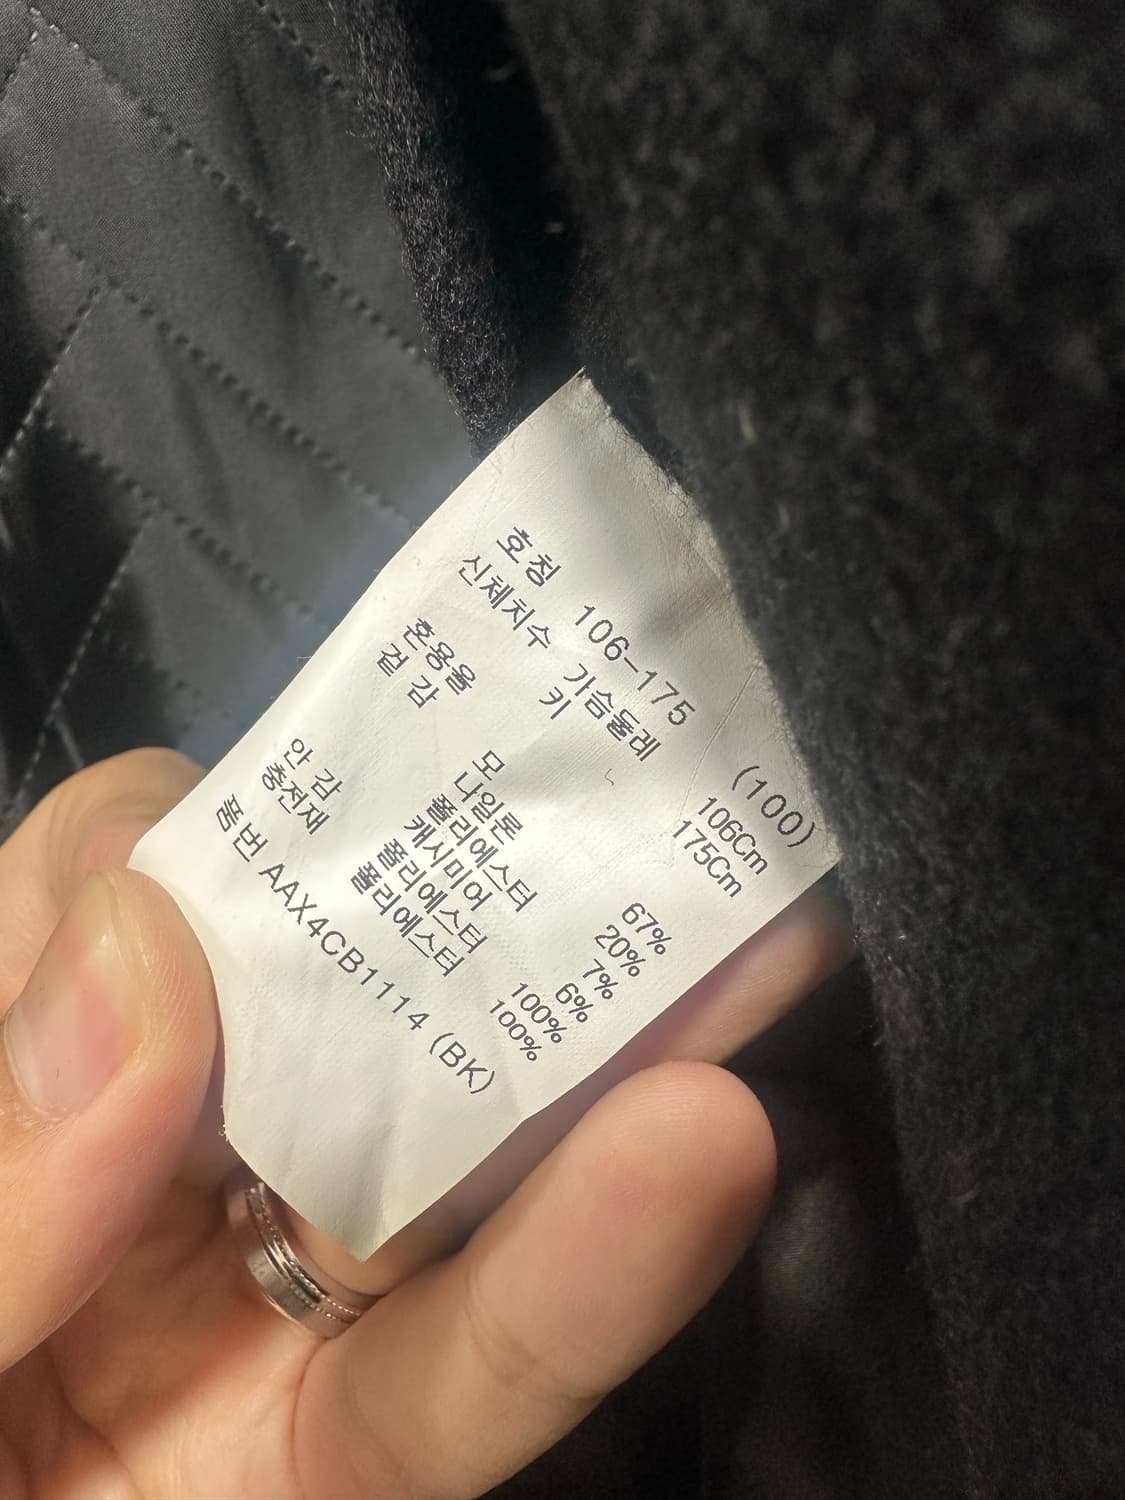 호칭 106-175 (100)
신체치수 가슴둘레 106Cm
키 175Cm
혼용율
겉 감 모 67%
나일론 20%
폴리에스터 7%
캐시미어 6%
안 감 폴리에스터 100%
충전재 폴리에스터 100%
품번 AAX4CB1114 (BK)